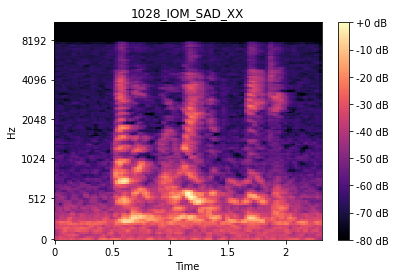 1028_IOM_SAD_XX
+0 dB
8192
-10 dB
4096
-20 dB
-30 dB
2048
-40 dB
Hz
1024
-50 dB
-60 dB
512
-70 dB
0
-80 dB
0 0.5 1 1.5 2
Time